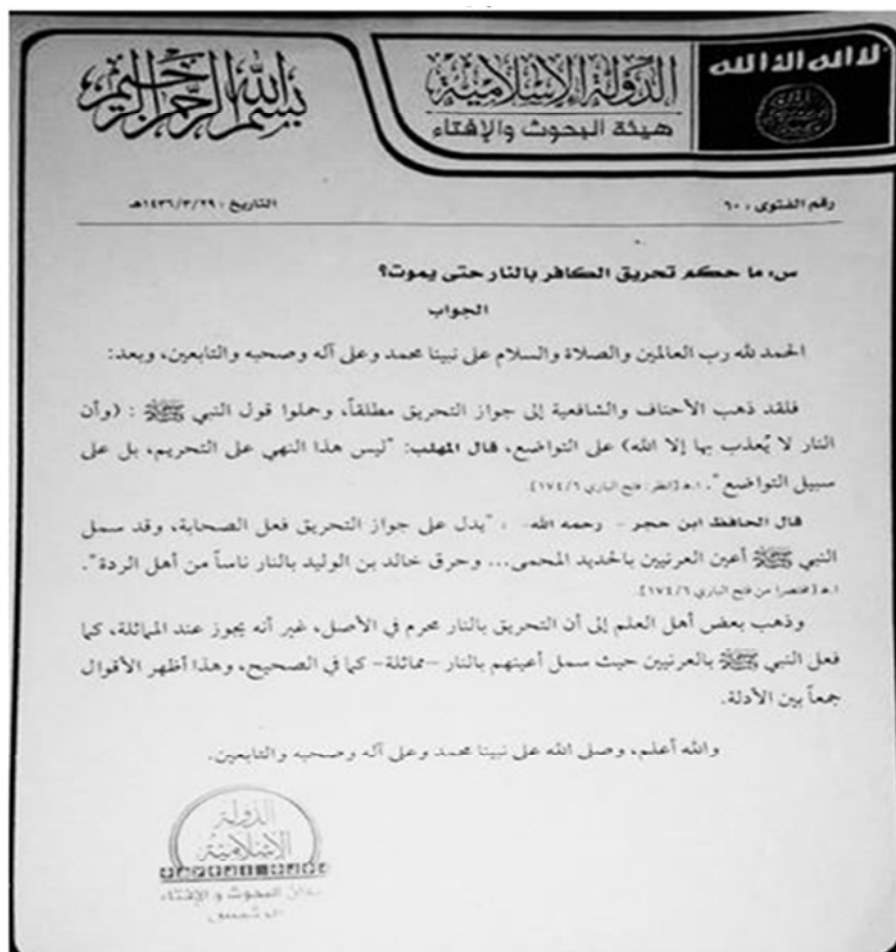 بسم الله الرحمن الرحيم
الدولة الإسلامية
هيئة البحوث والإفتاء
لا اله الا الله
رقم الفتوى : ٦٠
التاريخ : ١٤٣٦/٣/٢٩هـ
س: ما حكم تحريق الكافر بالنار حتى يموت؟
الجواب
الحمد لله رب العالمين والصلاة والسلام على نبينا محمد وعلى آله وصحبه والتابعين، وبعد:
فلقد ذهب الأحناف والشافعية إلى جواز التحريق مطلقاً، وحملوا قول النبي ﷺ : (وأن
النار لا يُعذب بها إلا الله) على التواضع، قال المهلب: "ليس هذا النهي على التحريم، بل على
سبيل التواضع". ا.هـ [انظر: فتح الباري ١٧٤/٦].
قال الحافظ ابن حجر - رحمه الله- : "يدل على جواز التحريق فعل الصحابة، وقد سمل
النبي ﷺ أعين العرنيين بالحديد المحمى... وحرق خالد بن الوليد بالنار ناساً من أهل الردة".
ا.هـ [مختصرا من فتح الباري ١٧٤/٦].
وذهب بعض أهل العلم إلى أن التحريق بالنار محرم في الأصل، غير أنه يجوز عند المماثلة، كما
فعل النبي ﷺ بالعرنيين حيث سمل أعينهم بالنار -مماثلة- كما في الصحيح، وهذا أظهر الأقوال
جمعاً بين الأدلة.
والله أعلم، وصلى الله على نبينا محمد وعلى آله وصحبه والتابعين.
الدولة
الإسلامية
البحوث و الإفتاء